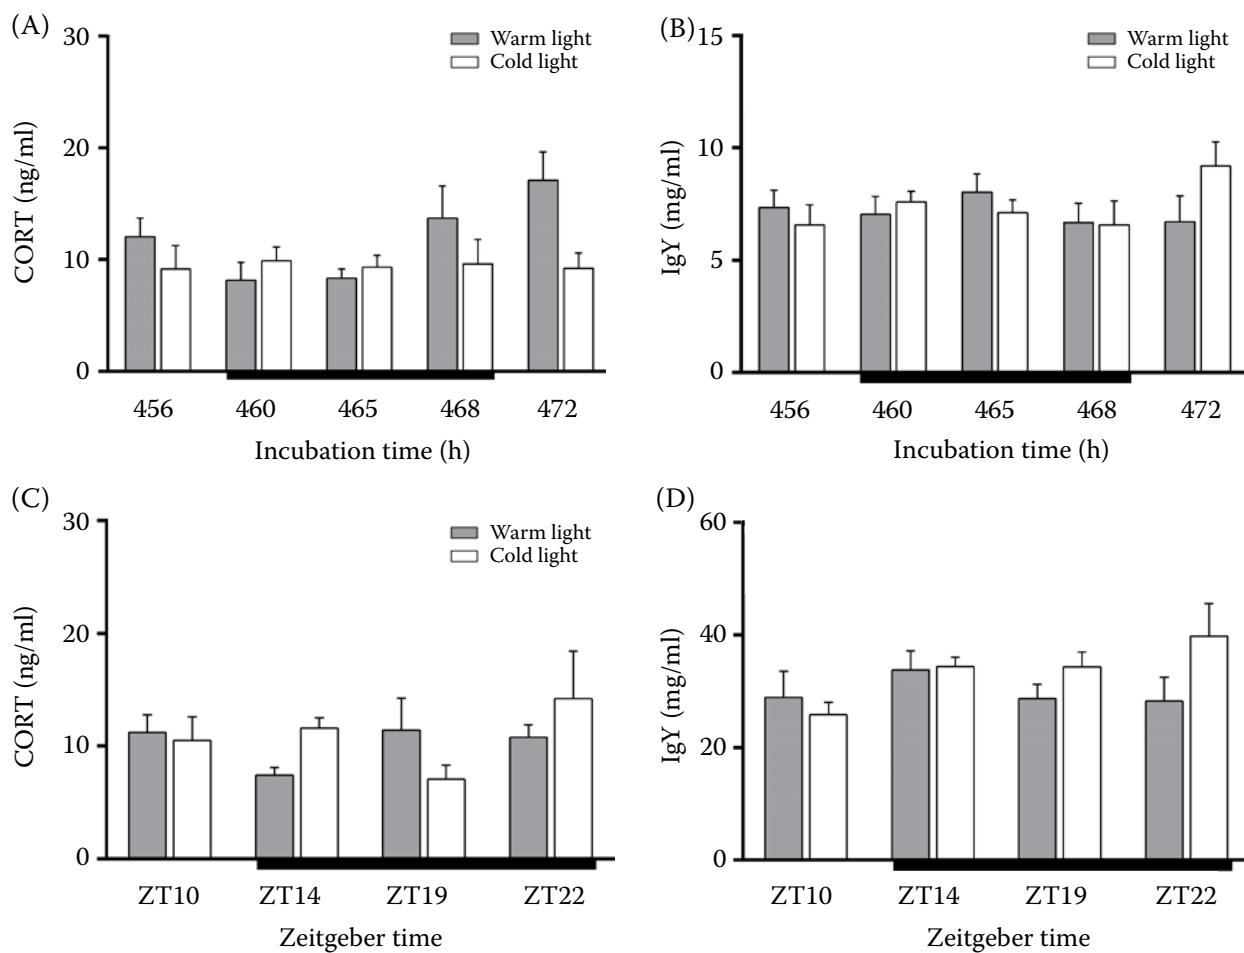 (A)
30
20
10
0
CORT (ng/ml)
Warm light
Cold light
456 460 465 468 472
Incubation time (h)
(B)
15
10
5
0
IgY (mg/ml)
Warm light
Cold light
456 460 465 468 472
Incubation time (h)
(C)
30
20
10
0
CORT (ng/ml)
Warm light
Cold light
ZT10 ZT14 ZT19 ZT22
Zeitgeber time
(D)
60
40
20
0
IgY (mg/ml)
ZT10 ZT14 ZT19 ZT22
Zeitgeber time